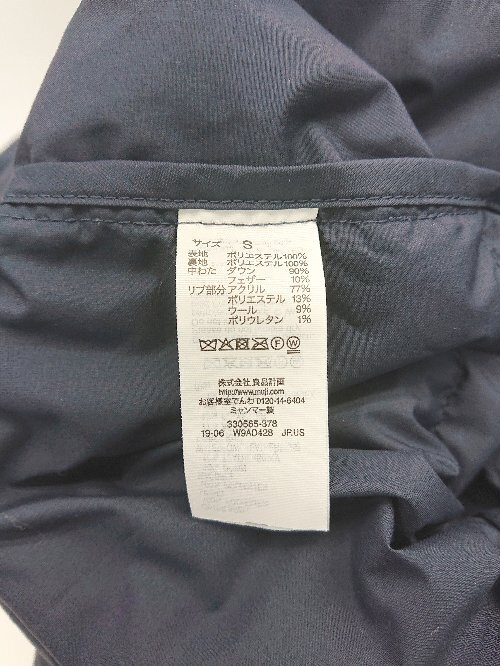 サイズ S
表地 ポリエステル100%
裏地 ポリエステル100%
中わた ダウン 90%
フェザー 10%
リブ部分 アクリル 77%
ポリエステル 13%
ウール 9%
ポリウレタン 1%
株式会社 良品計画
http://www.muji.com
お客様室でんわ0120-14-6404
ミャンマー製
330565-378
19-06 W9AD428 JP.US